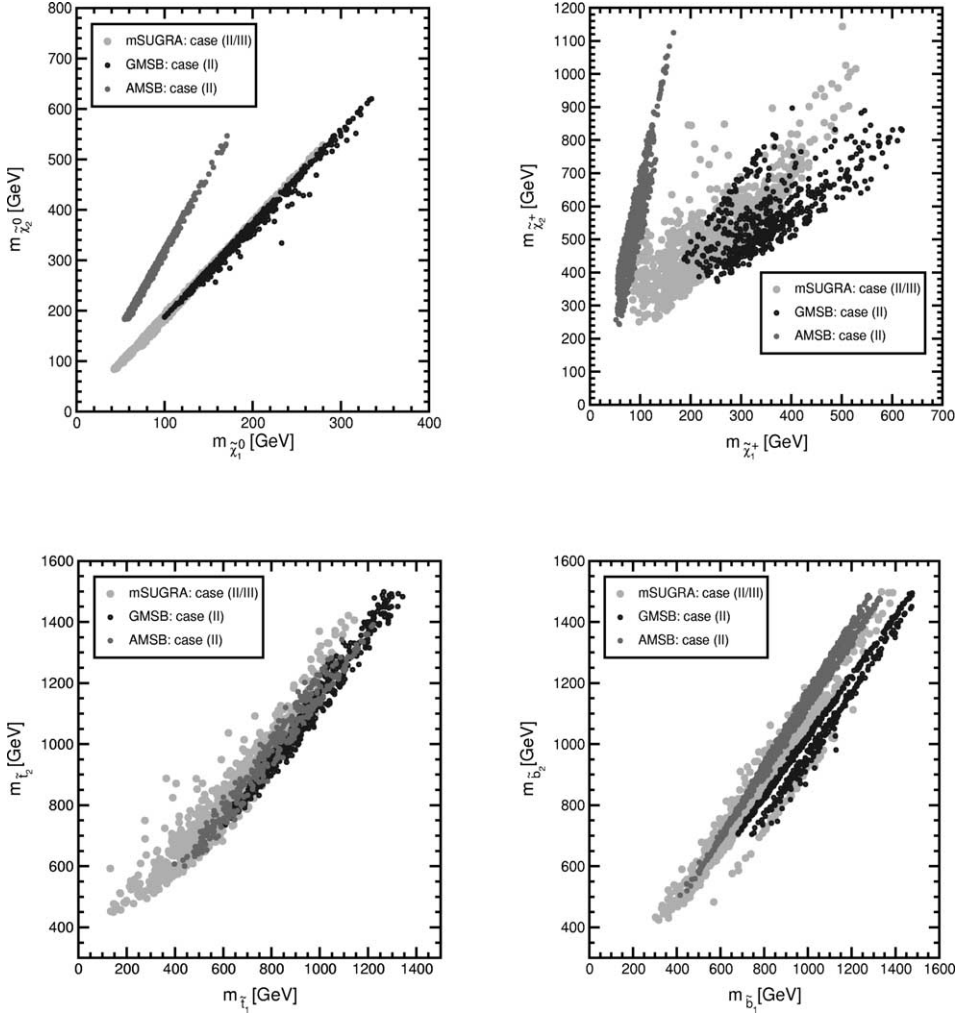 800
700
600
500
400
300
200
100
0
m χ̃₂⁰ [GeV]
mSUGRA: case (II/III)
GMSB: case (II)
AMSB: case (II)
0 100 200 300 400
m χ̃₁⁰ [GeV]
1200
1100
1000
900
800
700
600
500
400
300
200
100
0
m χ̃₂⁺ [GeV]
mSUGRA: case (II/III)
GMSB: case (II)
AMSB: case (II)
0 100 200 300 400 500 600 700
m χ̃₁⁺ [GeV]
1600
1400
1200
1000
800
600
400
m t̃₂ [GeV]
mSUGRA: case (II/III)
GMSB: case (II)
AMSB: case (II)
0 200 400 600 800 1000 1200 1400
m t̃₁ [GeV]
1600
1400
1200
1000
800
600
400
m b̃₂ [GeV]
mSUGRA: case (II/III)
GMSB: case (II)
AMSB: case (II)
0 200 400 600 800 1000 1200 1400 1600
m b̃₁ [GeV]